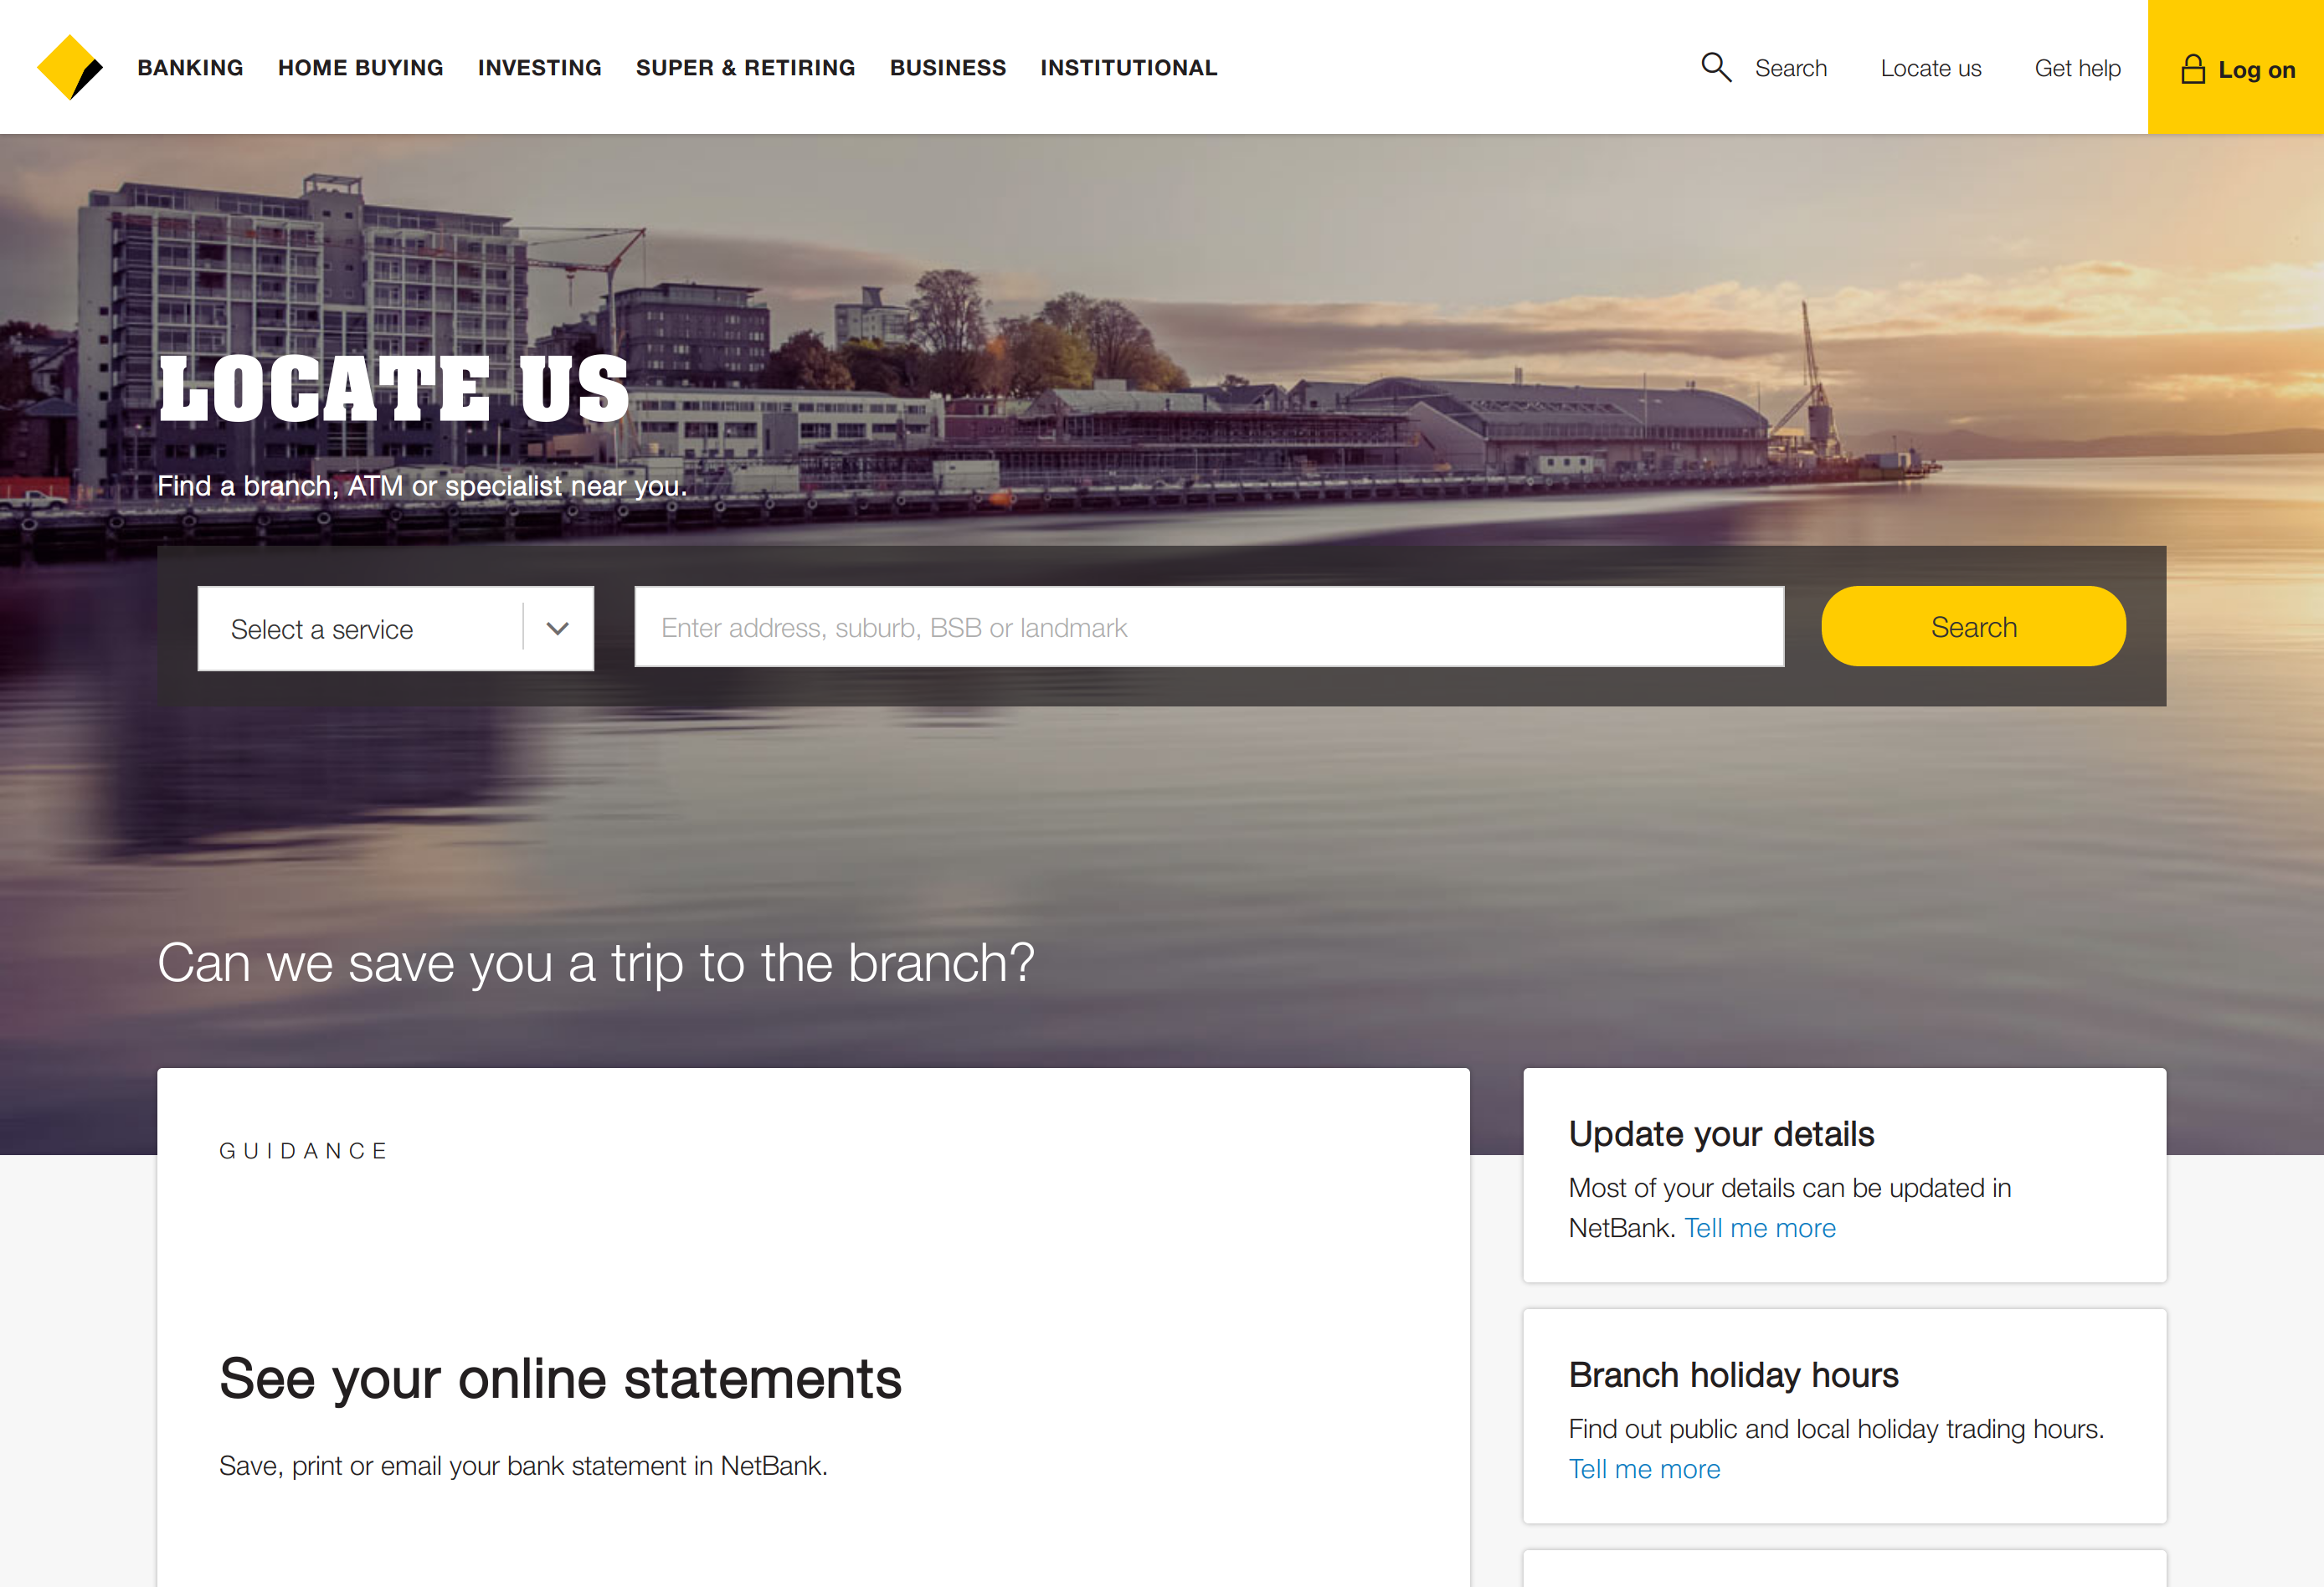 BANKING HOME BUYING INVESTING SUPER & RETIRING BUSINESS INSTITUTIONAL Search Locate us Get help Log on
LOCATE US
Find a branch, ATM or specialist near you.
Select a service Enter address, suburb, BSB or landmark Search
Can we save you a trip to the branch?
GUIDANCE
See your online statements
Save, print or email your bank statement in NetBank.
Update your details
Most of your details can be updated in
NetBank. Tell me more
Branch holiday hours
Find out public and local holiday trading hours.
Tell me more